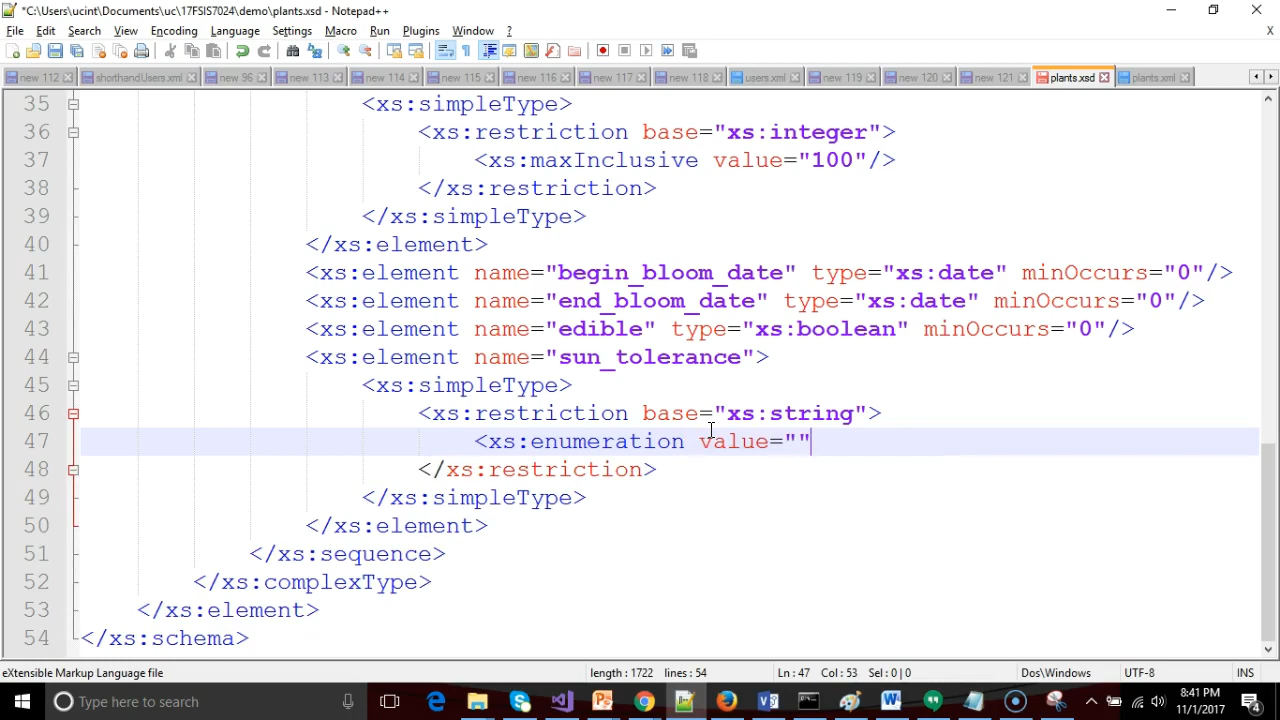 *C:\Users\ucint\Documents\uc\17FSIS7024\demo\plants.xsd - Notepad++
File Edit Search View Encoding Language Settings Macro Run Plugins Window ? X
new 112 shorthandUsers.xml new 96 new 113 new 114 new 115 new 116 new 117 new 118 users.xml new 119 new 120 new 121 plants.xsd plants.xml
35 <xs:simpleType>
36 <xs:restriction base="xs:integer">
37 <xs:maxInclusive value="100"/>
38 </xs:restriction>
39 </xs:simpleType>
40 </xs:element>
41 <xs:element name="begin_bloom_date" type="xs:date" minOccurs="0"/>
42 <xs:element name="end_bloom_date" type="xs:date" minOccurs="0"/>
43 <xs:element name="edible" type="xs:boolean" minOccurs="0"/>
44 <xs:element name="sun_tolerance">
45 <xs:simpleType>
46 <xs:restriction base="xs:string">
47 <xs:enumeration value=""
48 </xs:restriction>
49 </xs:simpleType>
50 </xs:element>
51 </xs:sequence>
52 </xs:complexType>
53 </xs:element>
54 </xs:schema>
eXtensible Markup Language file length : 1722 lines : 54 Ln : 47 Col : 53 Sel : 0 | 0 Dos\Windows UTF-8 INS
Type here to search
8:41 PM
11/1/2017
4